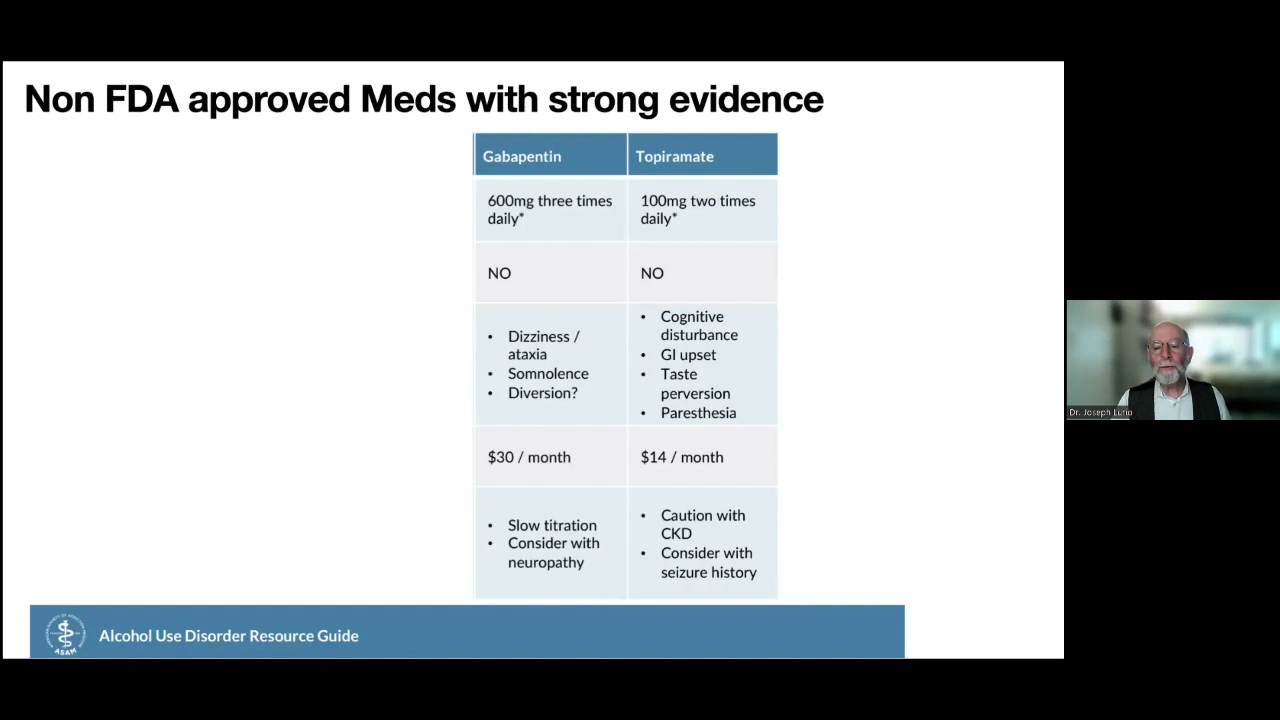 Non FDA approved Meds with strong evidence
Gabapentin
Topiramate
600mg three times
daily*
100mg two times
daily*
NO
NO
• Dizziness /
ataxia
• Somnolence
• Diversion?
• Cognitive
disturbance
• GI upset
• Taste
perversion
• Paresthesia
$30 / month
$14 / month
• Slow titration
• Consider with
neuropathy
• Caution with
CKD
• Consider with
seizure history
ASAM
Alcohol Use Disorder Resource Guide
Dr. Joseph Lurio